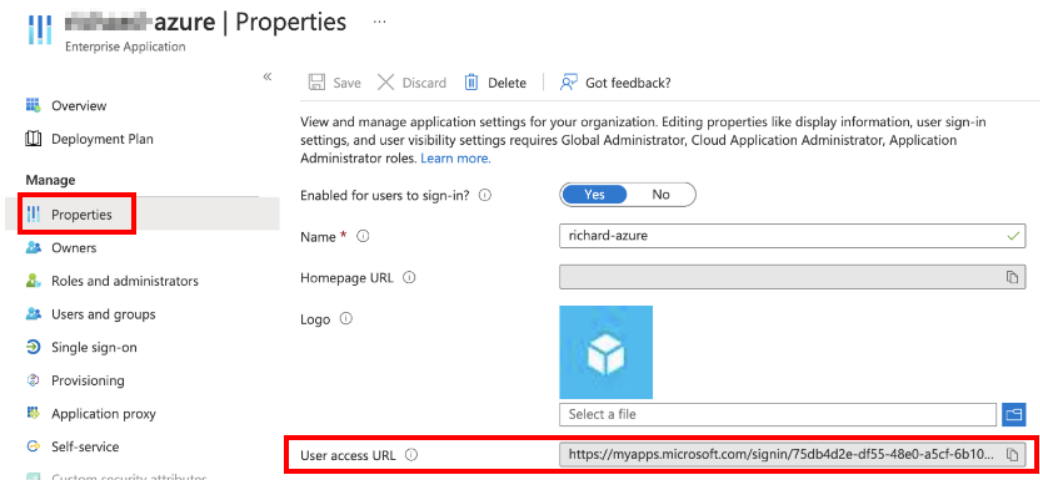 azure | Properties ...
Enterprise Application
«
Save Discard Delete Got feedback?
Overview
Deployment Plan
Manage
Properties
Owners
Roles and administrators
Users and groups
Single sign-on
Provisioning
Application proxy
Self-service
Custom security attributes
View and manage application settings for your organization. Editing properties like display information, user sign-in
settings, and user visibility settings requires Global Administrator, Cloud Application Administrator, Application
Administrator roles. Learn more.
Enabled for users to sign-in? Yes No
Name * richard-azure
Homepage URL
Logo
Select a file
User access URL https://myapps.microsoft.com/signin/75db4d2e-df55-48e0-a5cf-6b10...